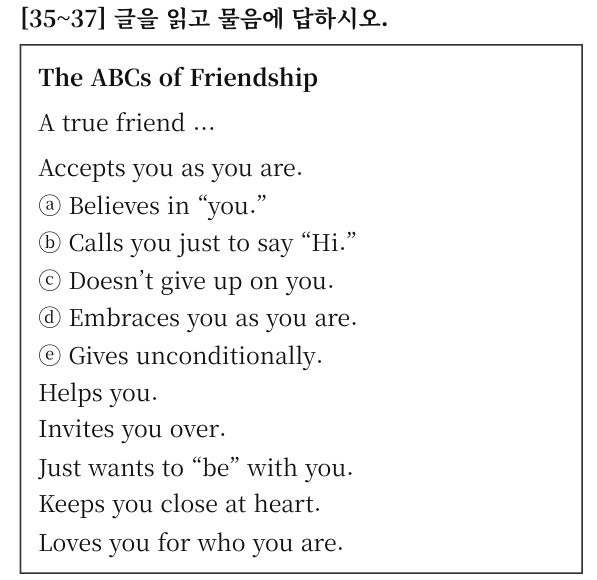 [35~37] 글을 읽고 물음에 답하시오.
The ABCs of Friendship
A true friend ...
Accepts you as you are.
ⓐ Believes in “you.”
ⓑ Calls you just to say “Hi.”
ⓒ Doesn’t give up on you.
ⓓ Embraces you as you are.
ⓔ Gives unconditionally.
Helps you.
Invites you over.
Just wants to “be” with you.
Keeps you close at heart.
Loves you for who you are.